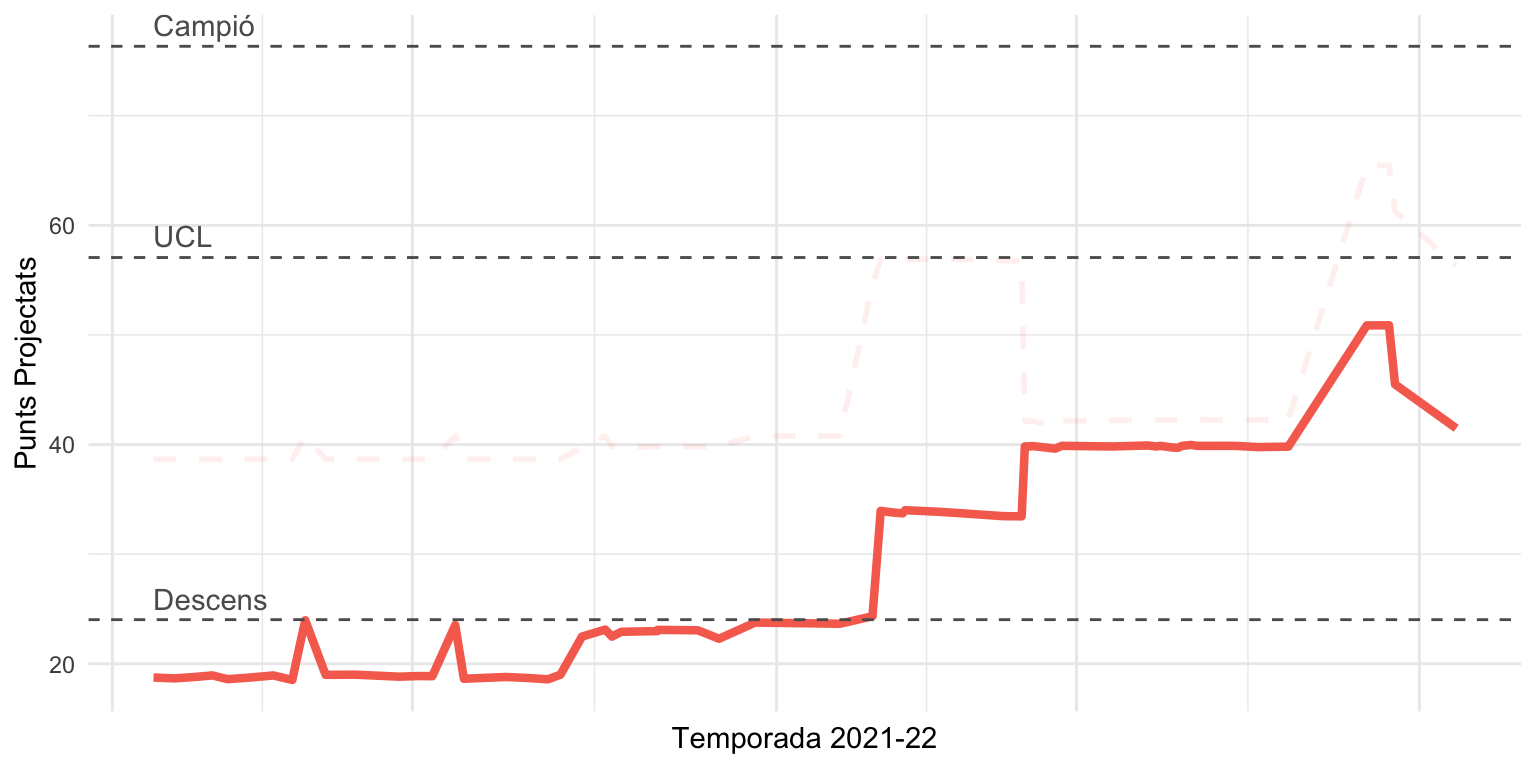 Campió
60
UCL
40
Descens
20
Punts Projectats
Temporada 2021-22